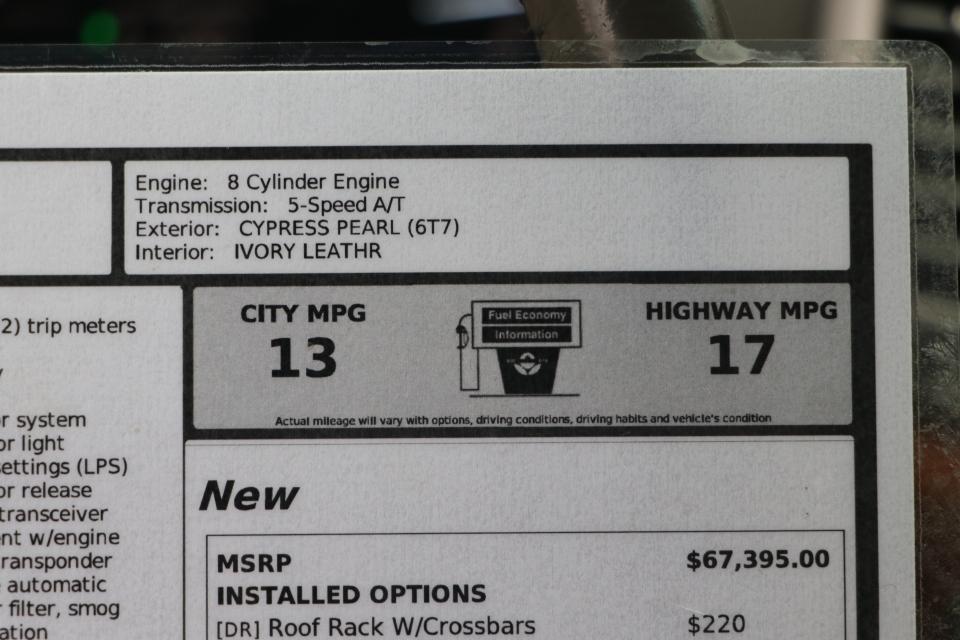 Engine: 8 Cylinder Engine
Transmission: 5-Speed A/T
Exterior: CYPRESS PEARL (6T7)
Interior: IVORY LEATHR
2) trip meters
system
or light
settings (LPS)
or release
transceiver
w/engine
automatic
filter, smog
CITY MPG
13
Fuel Economy
Information
HIGHWAY MPG
17
Actual mileage will vary with options, driving conditions, driving habits and vehicle's condition
New
MSRP $67,395.00
INSTALLED OPTIONS
[DR] Roof Rack W/Crossbars $220